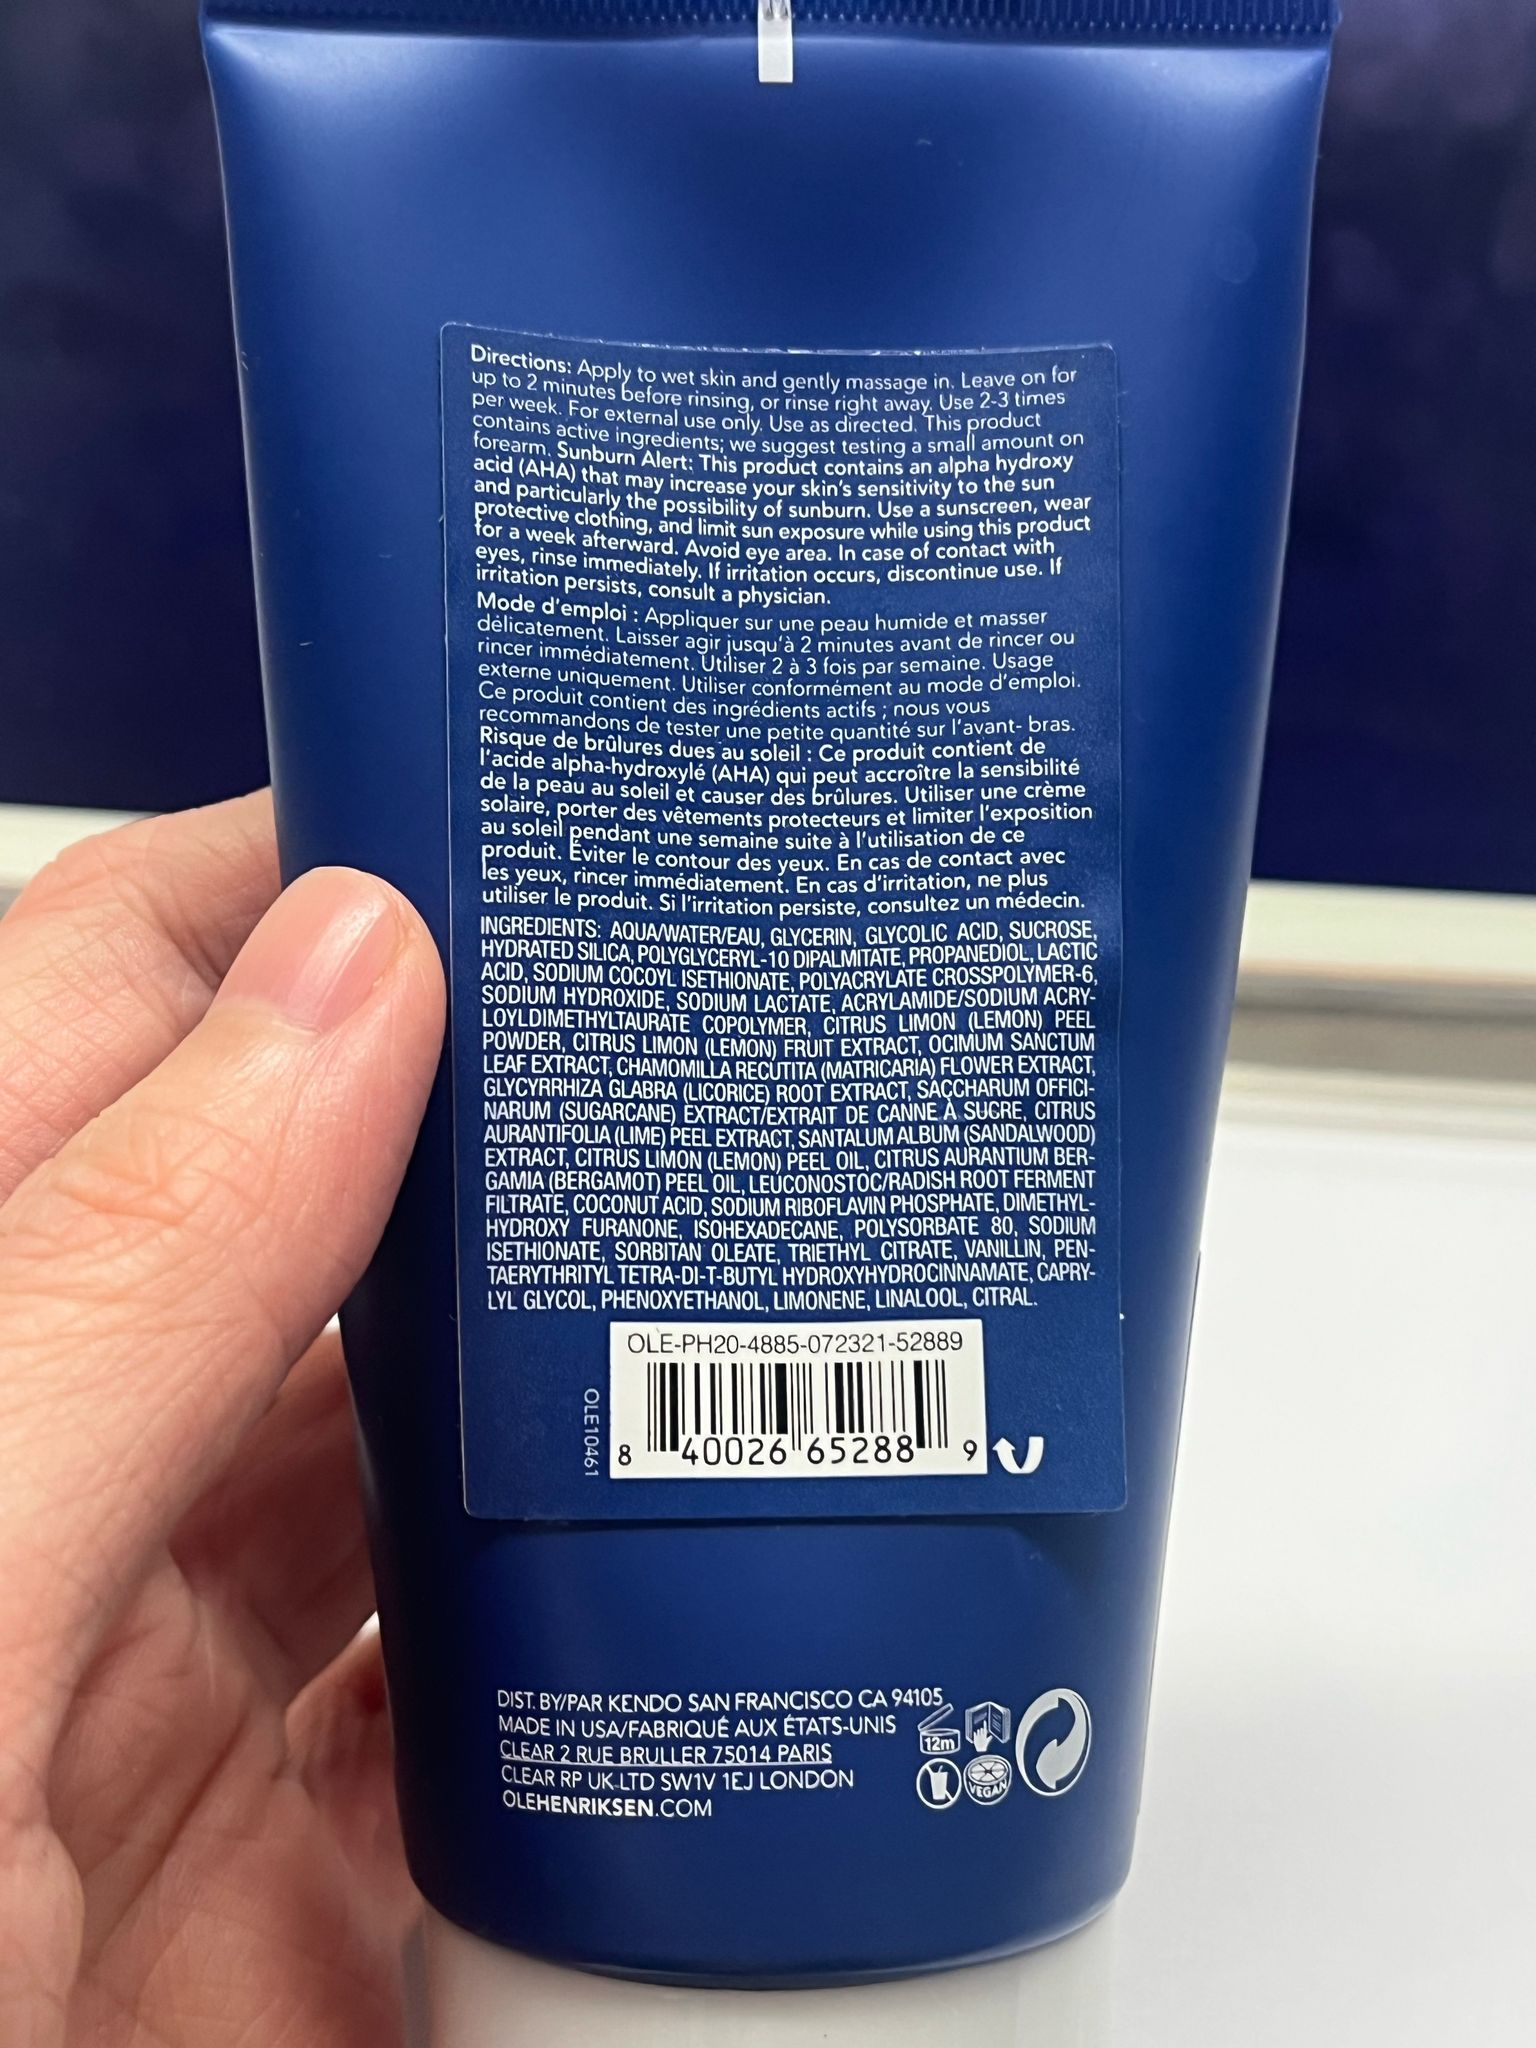 Directions: Apply to wet skin and gently massage in. Leave on for
up to 2 minutes before rinsing, or rinse right away. Use 2-3 times
per week. For external use only. Use as directed. This product
contains active ingredients; we suggest testing a small amount on
forearm. Sunburn Alert: This product contains an alpha hydroxy
acid (AHA) that may increase your skin's sensitivity to the sun
and particularly the possibility of sunburn. Use a sunscreen, wear
protective clothing, and limit sun exposure while using this product
for a week afterward. Avoid eye area. In case of contact with
eyes, rinse immediately. If irritation occurs, discontinue use. If
irritation persists, consult a physician.
Mode d'emploi : Appliquer sur une peau humide et masser
délicatement. Laisser agir jusqu'à 2 minutes avant de rincer ou
rincer immédiatement. Utiliser 2 à 3 fois par semaine. Usage
externe uniquement. Utiliser conformément au mode d'emploi.
Ce produit contient des ingrédients actifs ; nous vous
recommandons de tester une petite quantité sur l'avant- bras.
Risque de brûlures dues au soleil : Ce produit contient de
l'acide alpha-hydroxylé (AHA) qui peut accroître la sensibilité
de la peau au soleil et causer des brûlures. Utiliser une crème
solaire, porter des vêtements protecteurs et limiter l'exposition
au soleil pendant une semaine suite à l'utilisation de ce
produit. Éviter le contour des yeux. En cas de contact avec
les yeux, rincer immédiatement. En cas d'irritation, ne plus
utiliser le produit. Si l'irritation persiste, consultez un médecin.
INGREDIENTS: AQUA/WATER/EAU, GLYCERIN, GLYCOLIC ACID, SUCROSE,
HYDRATED SILICA, POLYGLYCERYL-10 DIPALMITATE, PROPANEDIOL, LACTIC
ACID, SODIUM COCOYL ISETHIONATE, POLYACRYLATE CROSSPOLYMER-6,
SODIUM HYDROXIDE, SODIUM LACTATE, ACRYLAMIDE/SODIUM ACRY-
LOYLDIMETHYLTAURATE COPOLYMER, CITRUS LIMON (LEMON) PEEL
POWDER, CITRUS LIMON (LEMON) FRUIT EXTRACT, OCIMUM SANCTUM
LEAF EXTRACT, CHAMOMILLA RECUTITA (MATRICARIA) FLOWER EXTRACT,
GLYCYRRHIZA GLABRA (LICORICE) ROOT EXTRACT, SACCHARUM OFFICI-
NARUM (SUGARCANE) EXTRACT/EXTRAIT DE CANNE À SUCRE, CITRUS
AURANTIFOLIA (LIME) PEEL EXTRACT, SANTALUM ALBUM (SANDALWOOD)
EXTRACT, CITRUS LIMON (LEMON) PEEL OIL, CITRUS AURANTIUM BER-
GAMIA (BERGAMOT) PEEL OIL, LEUCONOSTOC/RADISH ROOT FERMENT
FILTRATE, COCONUT ACID, SODIUM RIBOFLAVIN PHOSPHATE, DIMETHYL-
HYDROXY FURANONE, ISOHEXADECANE, POLYSORBATE 80, SODIUM
ISETHIONATE, SORBITAN OLEATE, TRIETHYL CITRATE, VANILLIN, PEN-
TAERYTHRITYL TETRA-DI-T-BUTYL HYDROXYHYDROCINNAMATE, CAPRY-
LYL GLYCOL, PHENOXYETHANOL, LIMONENE, LINALOOL, CITRAL.
OLE-PH20-4885-072321-52889
OLE10461
8 40026 65288 9
DIST. BY/PAR KENDO SAN FRANCISCO CA 94105
MADE IN USA/FABRIQUÉ AUX ÉTATS-UNIS
CLEAR 2 RUE BRULLER 75014 PARIS
CLEAR RP UK LTD SW1V 1EJ LONDON
OLEHENRIKSEN.COM
12m
VEGAN